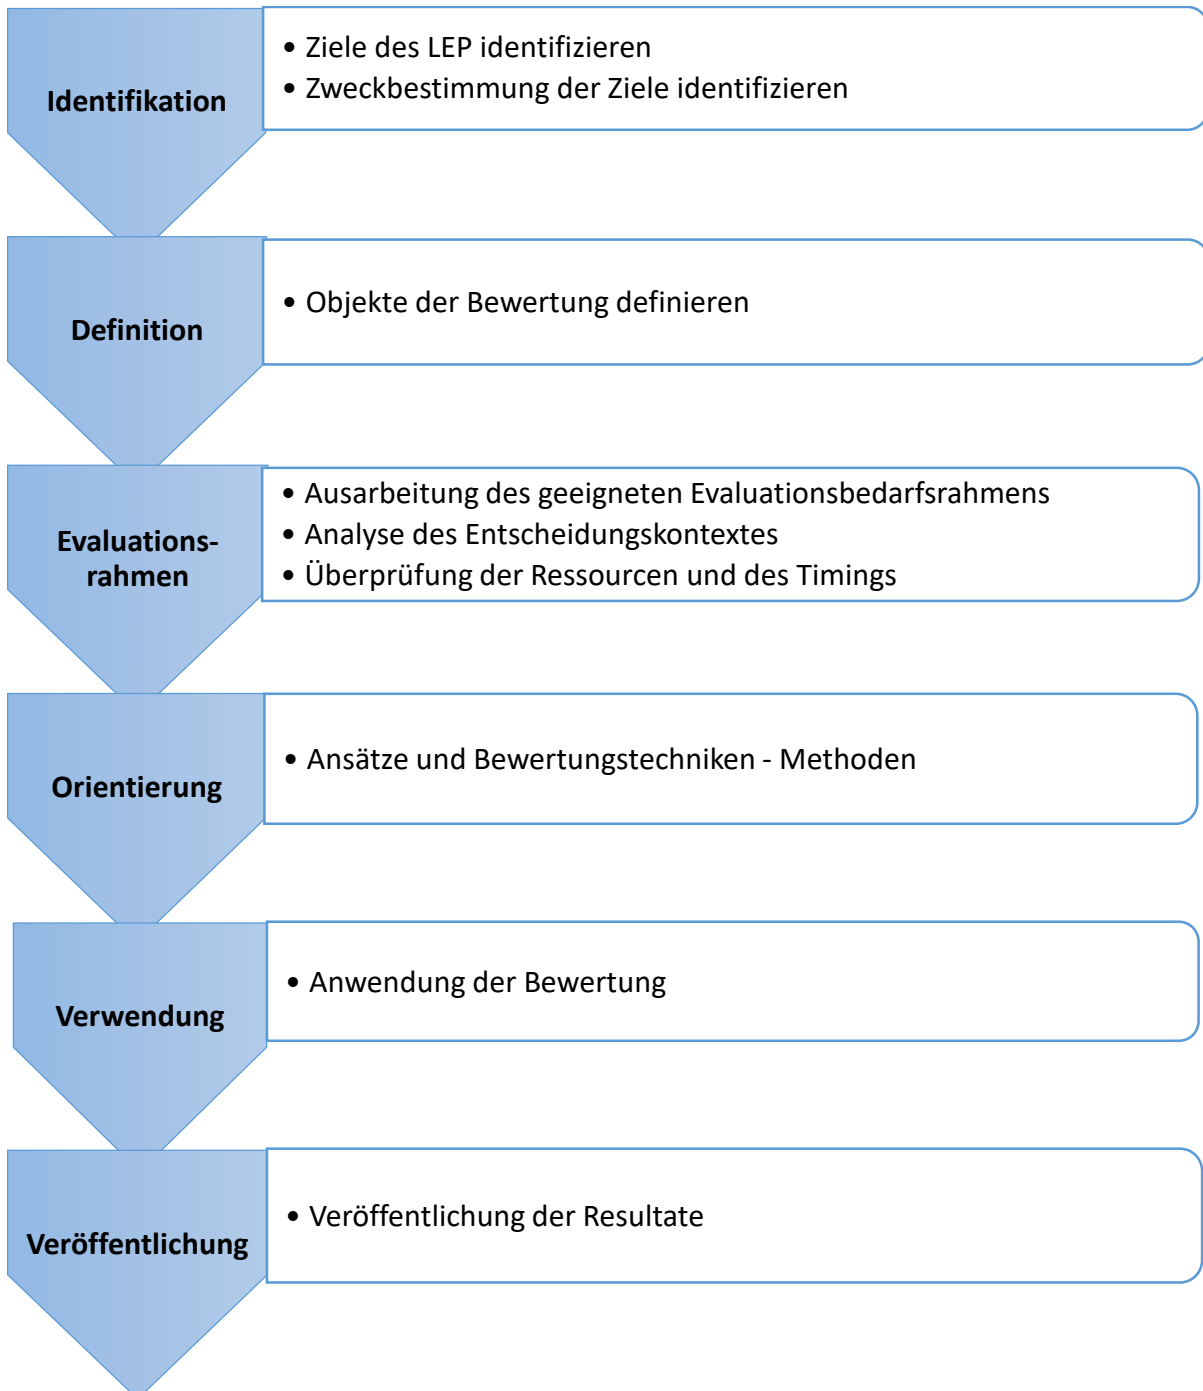 Identifikation
• Ziele des LEP identifizieren
• Zweckbestimmung der Ziele identifizieren
Definition
• Objekte der Bewertung definieren
Evaluations-
rahmen
• Ausarbeitung des geeigneten Evaluationsbedarfsrahmens
• Analyse des Entscheidungskontextes
• Überprüfung der Ressourcen und des Timings
Orientierung
• Ansätze und Bewertungstechniken - Methoden
Verwendung
• Anwendung der Bewertung
Veröffentlichung
• Veröffentlichung der Resultate